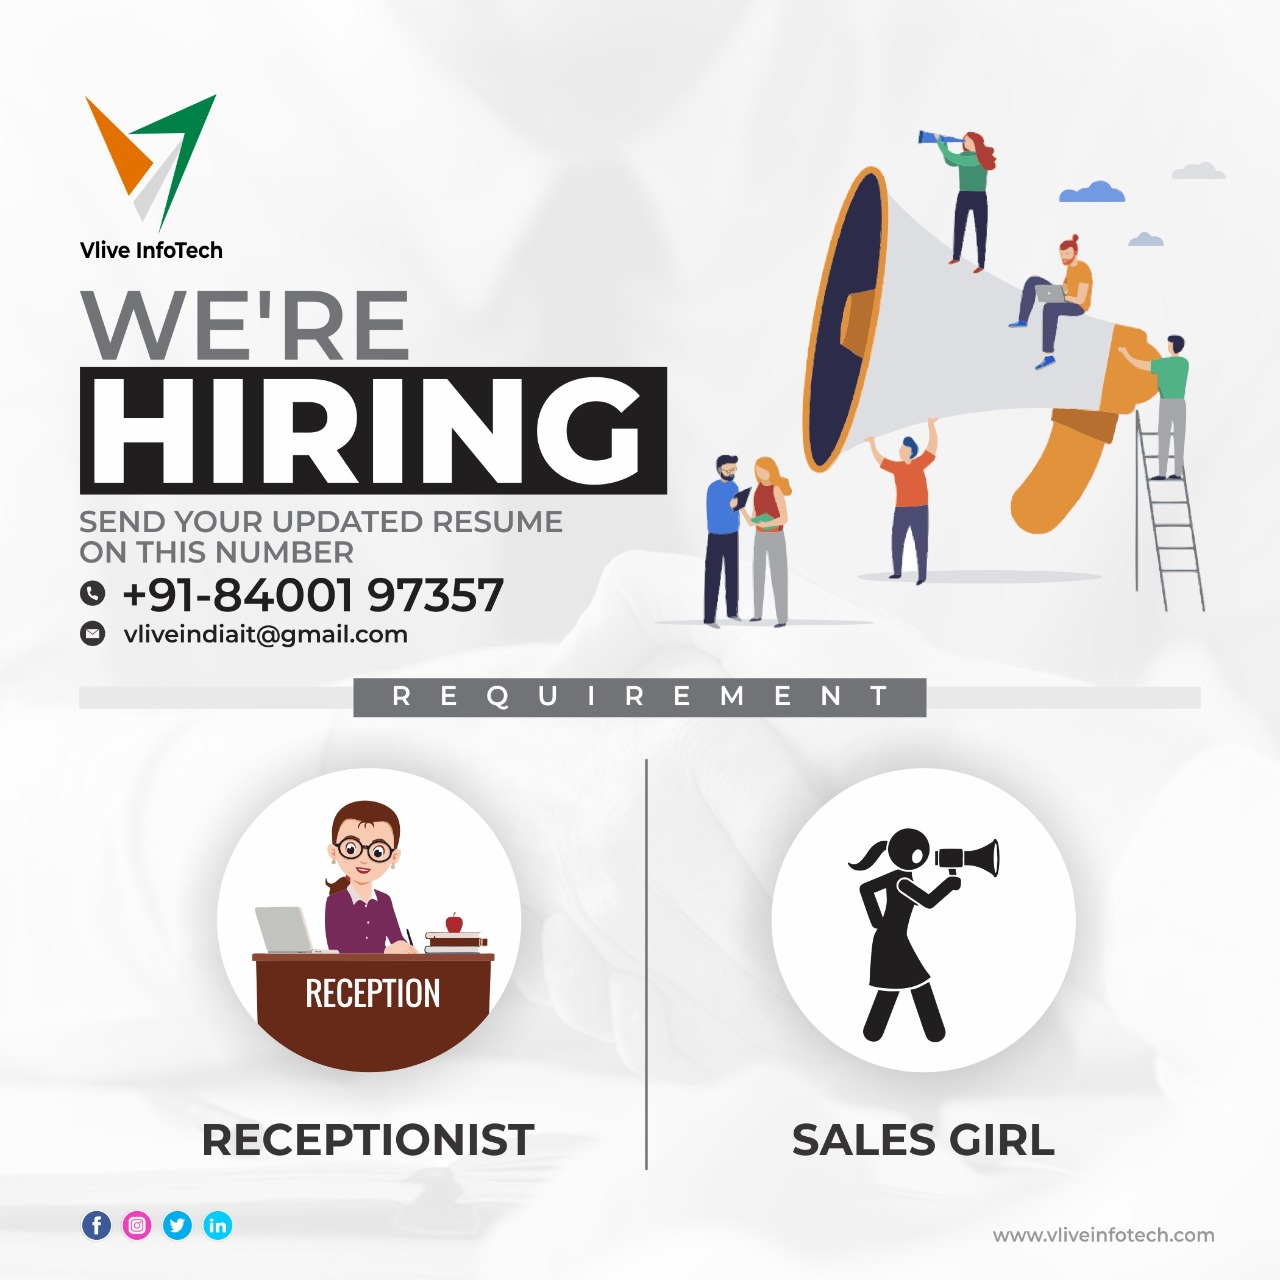 Vlive InfoTech
WE'RE
HIRING
SEND YOUR UPDATED RESUME
ON THIS NUMBER
+91-84001 97357
vliveindiait@gmail.com
REQUIREMENT
RECEPTION
RECEPTIONIST
SALES GIRL
www.vliveinfotech.com